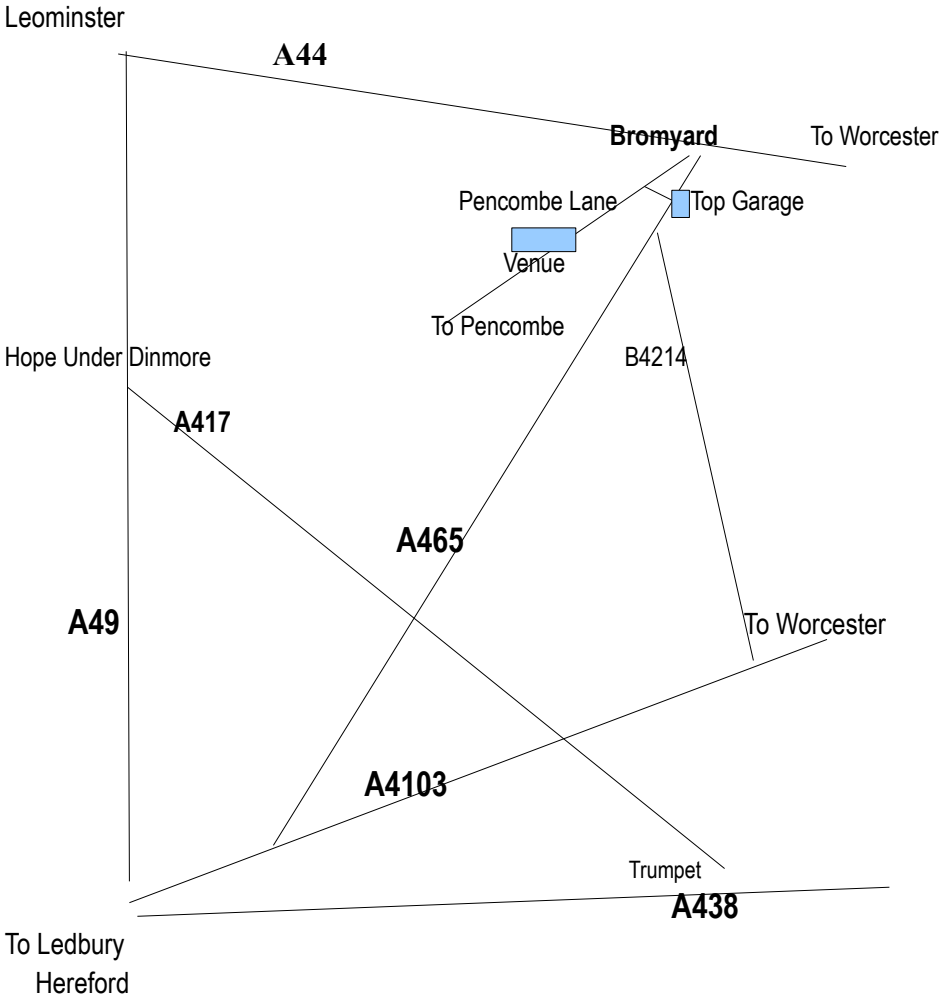 Leominster
A44
Bromyard
To Worcester
Pencombe Lane
Top Garage
Venue
To Pencombe
Hope Under Dinmore
B4214
A417
A465
A49
To Worcester
A4103
Trumpet
A438
To Ledbury
Hereford